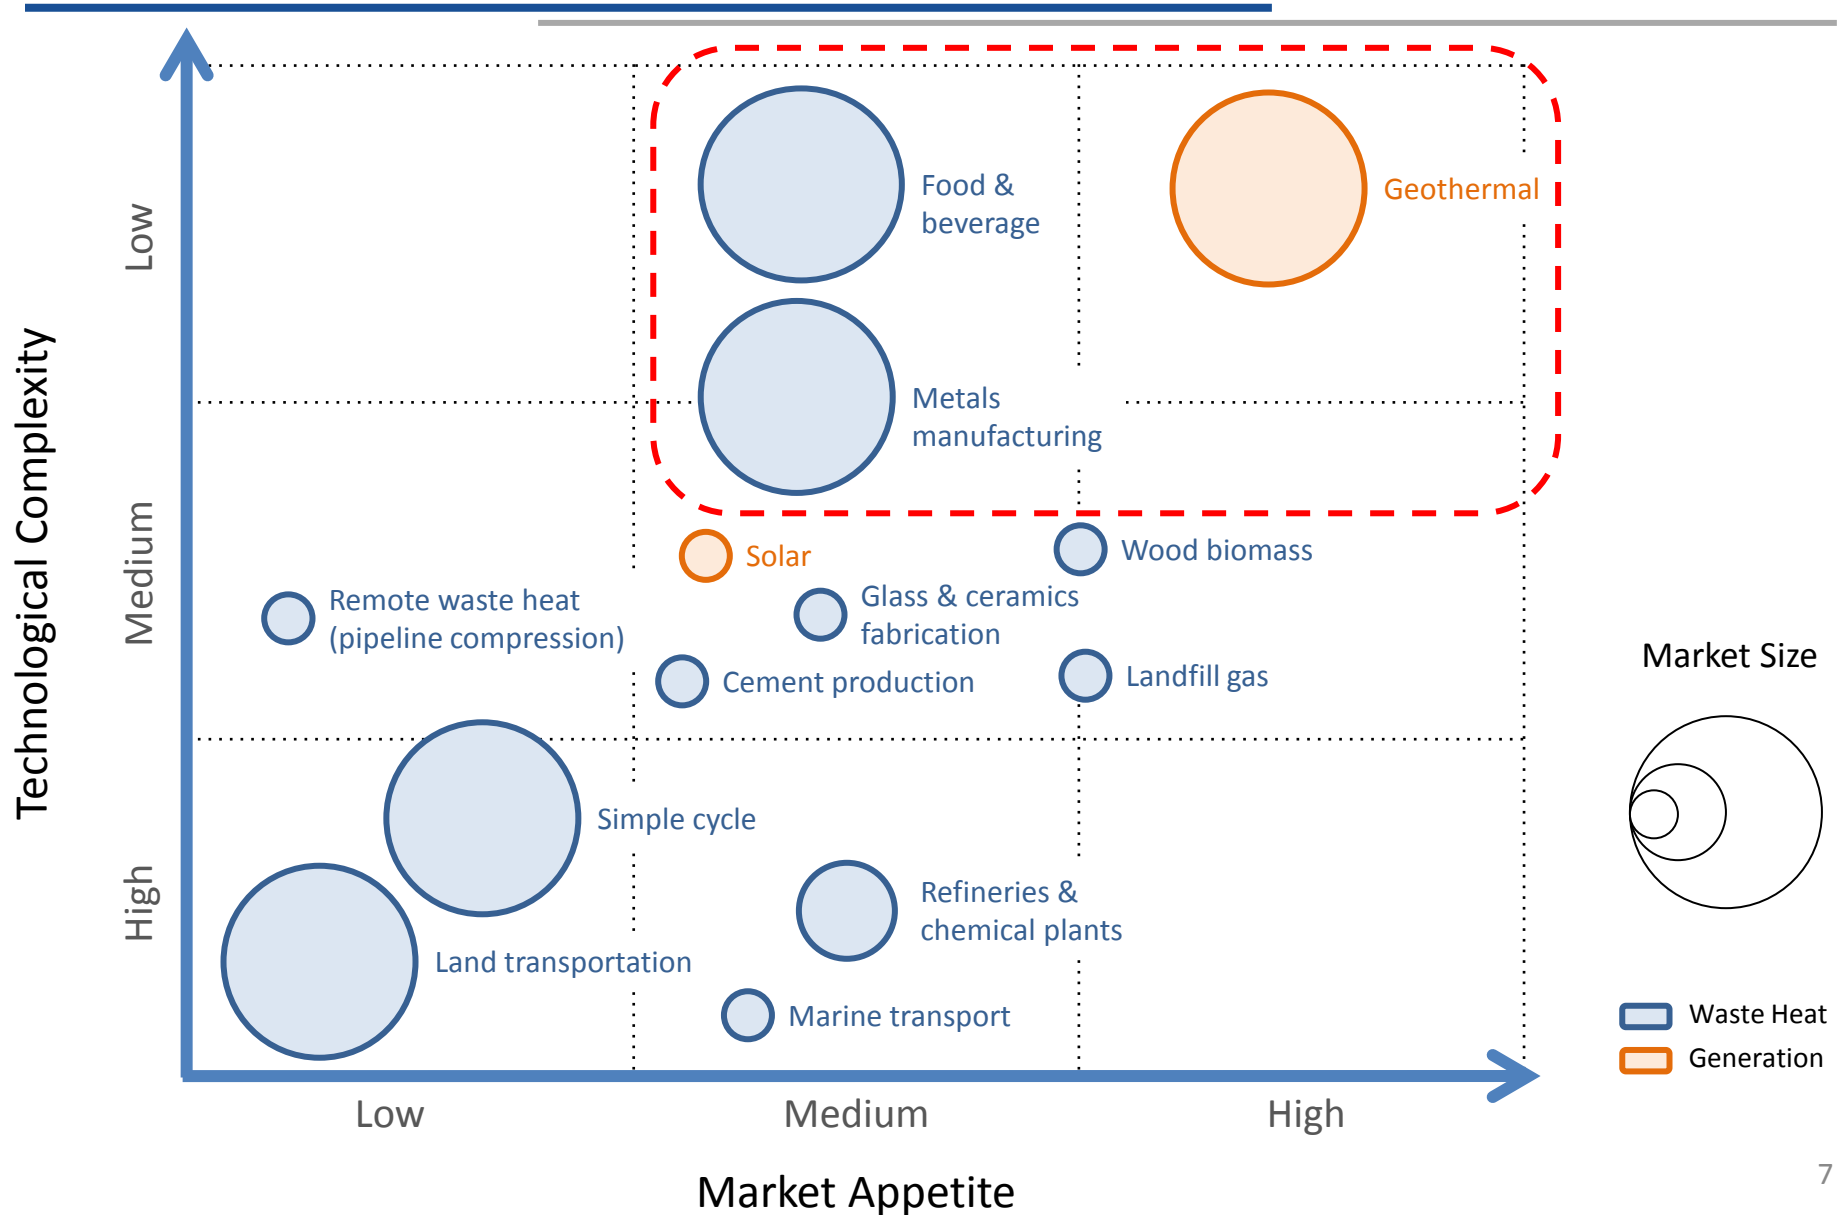 Technological Complexity
Low
Medium
High
Food &
beverage
Geothermal
Metals
manufacturing
Solar
Wood biomass
Remote waste heat
(pipeline compression)
Glass & ceramics
fabrication
Cement production
Landfill gas
Simple cycle
Refineries &
chemical plants
Land transportation
Marine transport
Market Size
Waste Heat
Generation
Low
Medium
High
Market Appetite
7